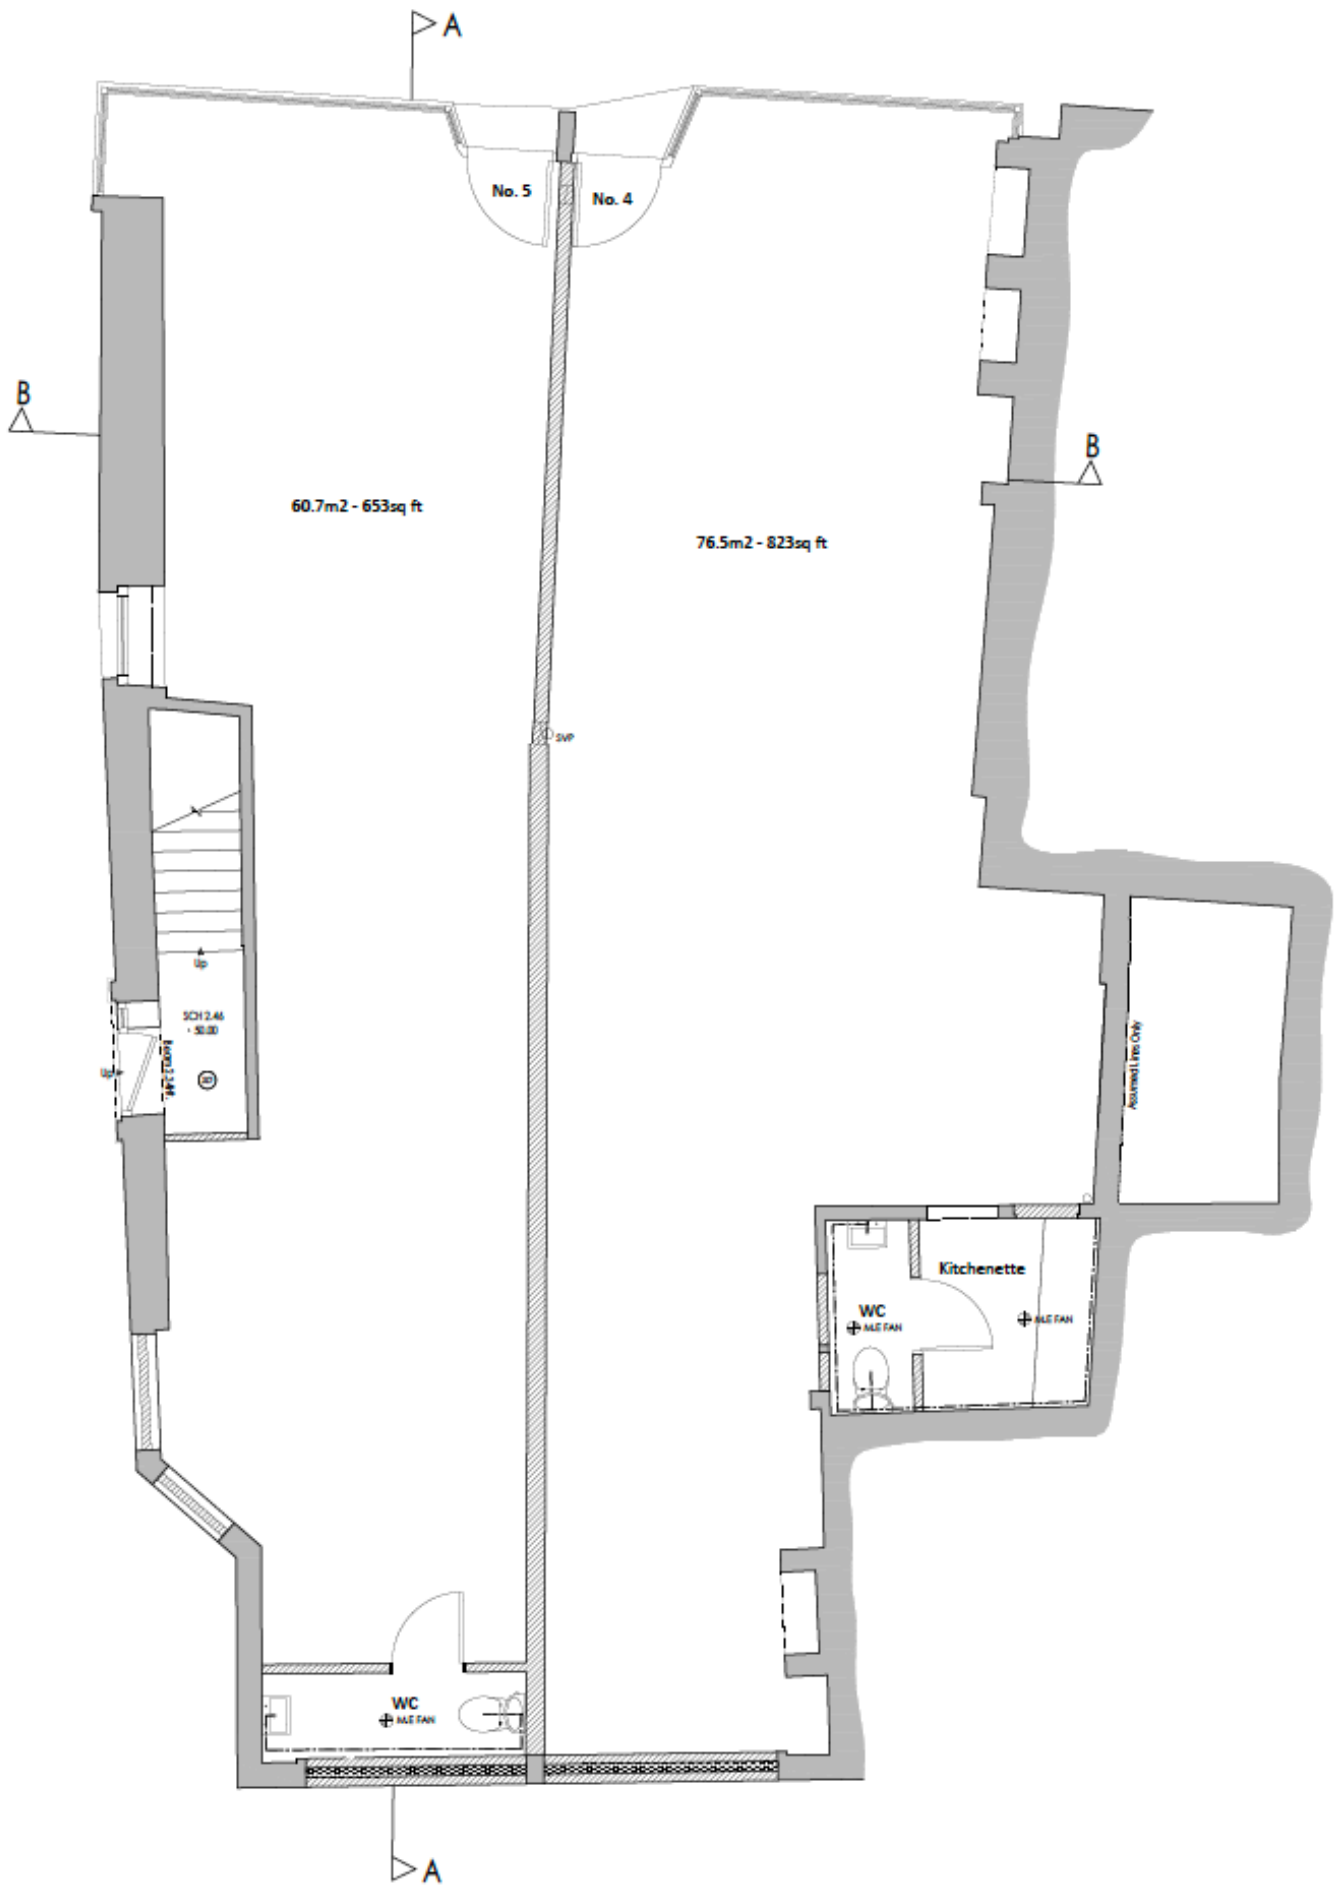 A
No. 5
No. 4
B
B
60.7m2 - 653sq ft
76.5m2 - 823sq ft
SVP
Up
SCH 2.46
50.00
Up
Assumed Lines Only
Kitchenette
WC
M.E FAN
M.E FAN
WC
M.E FAN
A